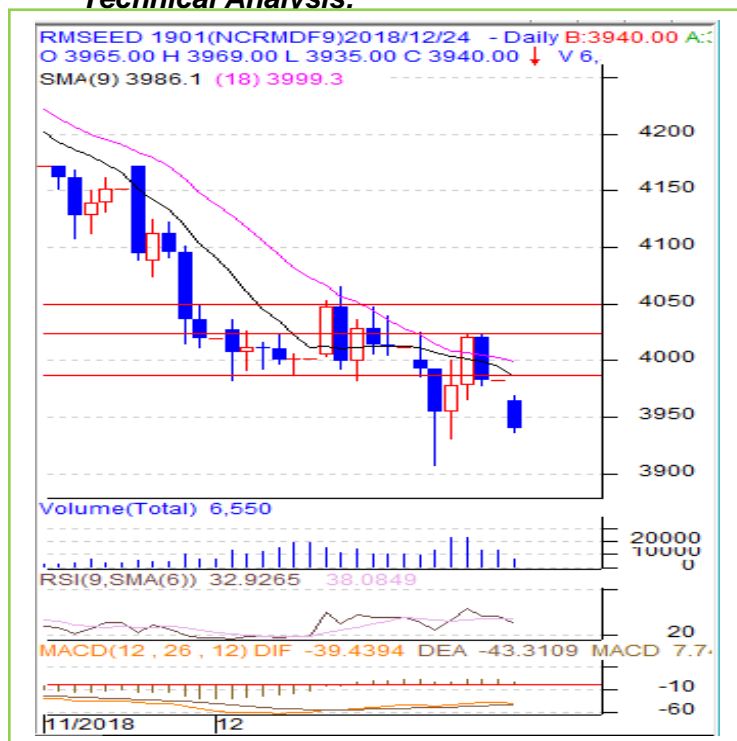 Technical Analysis:
RMSEED 1901(NCRMDF9)2018/12/24 - Daily B:3940.00 A:
O 3965.00 H 3969.00 L 3935.00 C 3940.00 ↓ V 6,
SMA(9) 3986.1 (18) 3999.3
4200
4150
4100
4050
4000
3950
3900
Volume(Total) 6,550
20000
10000
0
RSI(9,SMA(6)) 32.9265 38.0849
20
MACD(12 , 26 , 12) DIF -39.4394 DEA -43.3109 MACD 7.74
-10
-60
11/2018 12